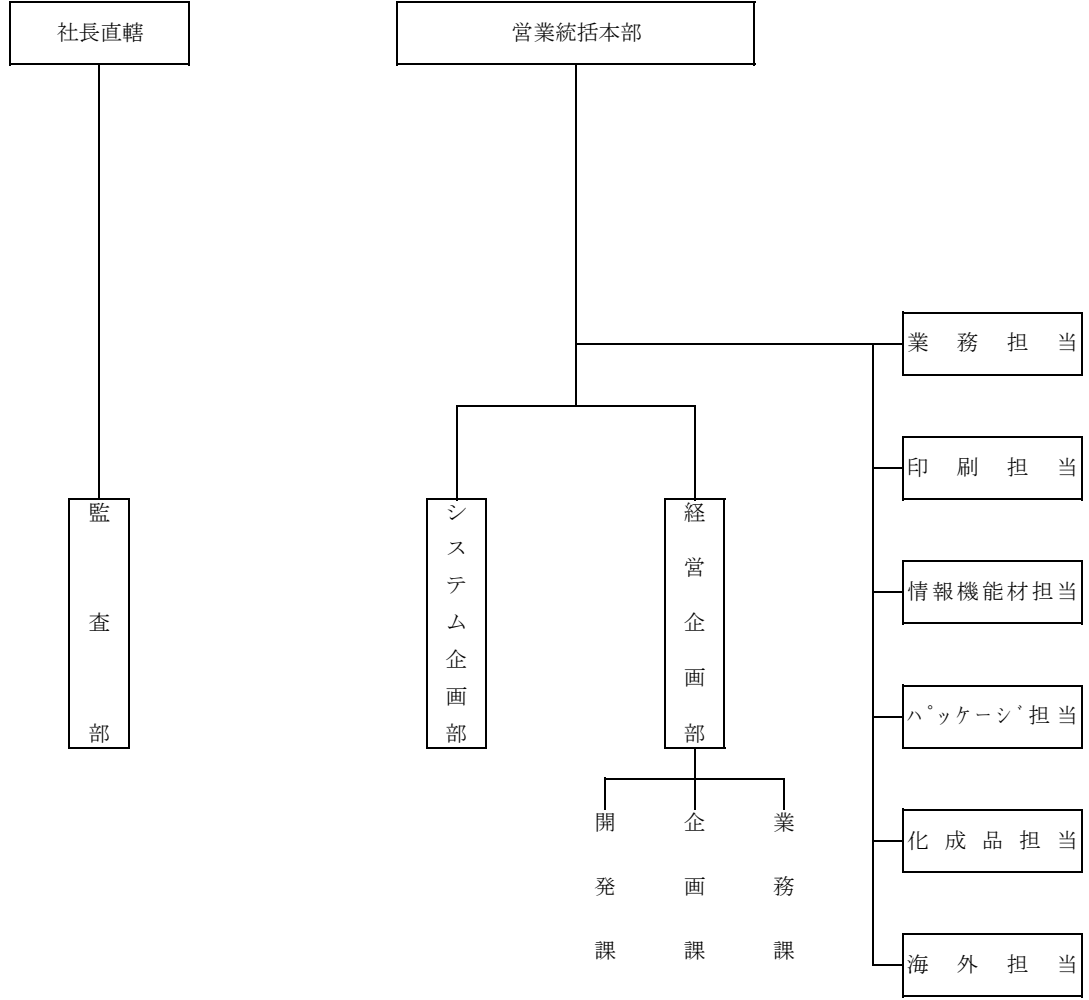 社長直轄
営業統括本部
業務担当
印刷担当
情報機能材担当
ﾊﾟｯｹｰｼﾞ担当
化成品担当
海外担当
監査部
システム企画部
経営企画部
開発課
企画課
業務課